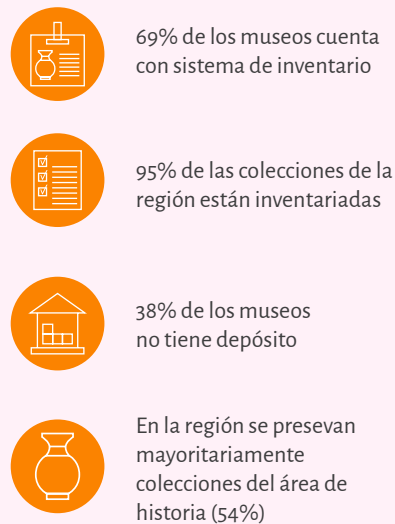 69% de los museos cuenta
con sistema de inventario
95% de las colecciones de la
región están inventariadas
38% de los museos
no tiene depósito
En la región se presevan
mayoritariamente
colecciones del área de
historia (54%)